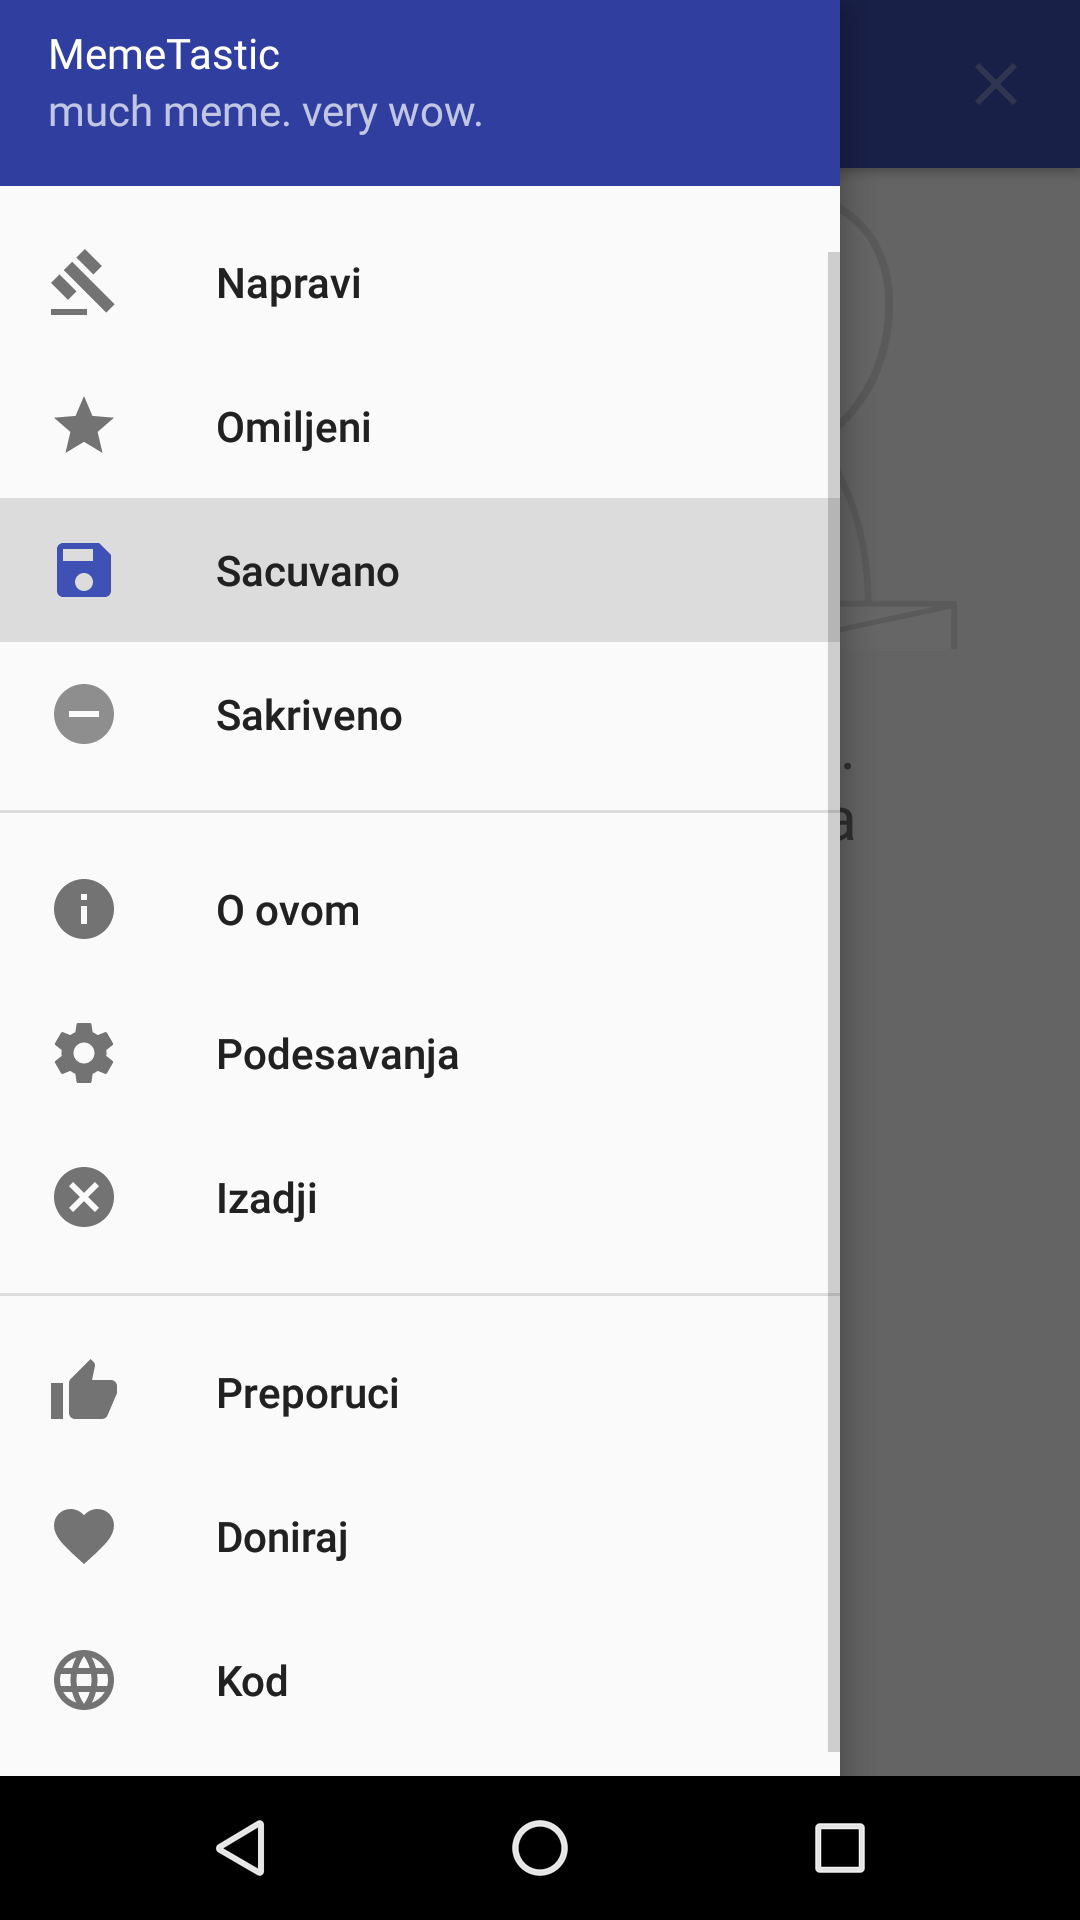 MemeTastic
much meme. very wow.
Napravi
Omiljeni
Sacuvano
Sakriveno
.
a
O ovom
Podesavanja
Izadji
Preporuci
Doniraj
Kod